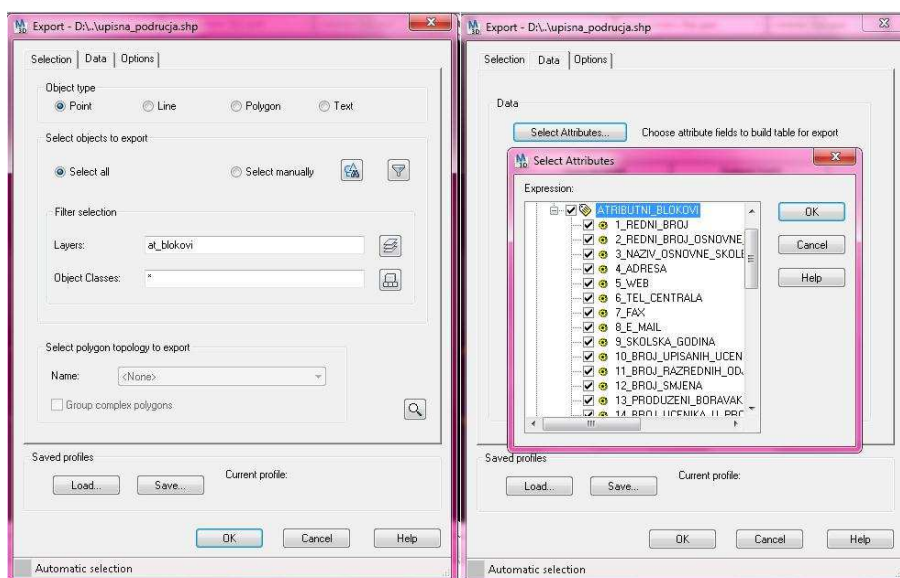 Export - D:\..\upisna_podrucja.shp
Selection Data Options
Object type
Point Line Polygon Text
Select objects to export
Select all Select manually
Filter selection
Layers: at_blokovi
Object Classes: *
Select polygon topology to export
Name: <None>
Group complex polygons
Saved profiles
Load... Save... Current profile:
OK Cancel Help
Automatic selection
Export - D:\..\upisna_podrucja.shp
Selection Data Options
Data
Select Attributes... Choose attribute fields to build table for export
Select Attributes
Expression:
ATRIBUTNI_BLOKOVI
1_REDNI_BROJ
2_REDNI_BROJ_OSNOVNE_
3_NAZIV_OSNOVNE_SKOLE
4_ADRESA
5_WEB
6_TEL_CENTRALA
7_FAX
8_E_MAIL
9_SKOLSKA_GODINA
10_BROJ_UPISANIH_UCEN
11_BROJ_RAZREDNIH_ODJ
12_BROJ_SMJENA
13_PRODUZENI_BORAVAK
14_BROJ_UCENIKA_U_PRO
OK
Cancel
Help
Saved profiles
Load... Save... Current profile:
OK Cancel Help
Automatic selection